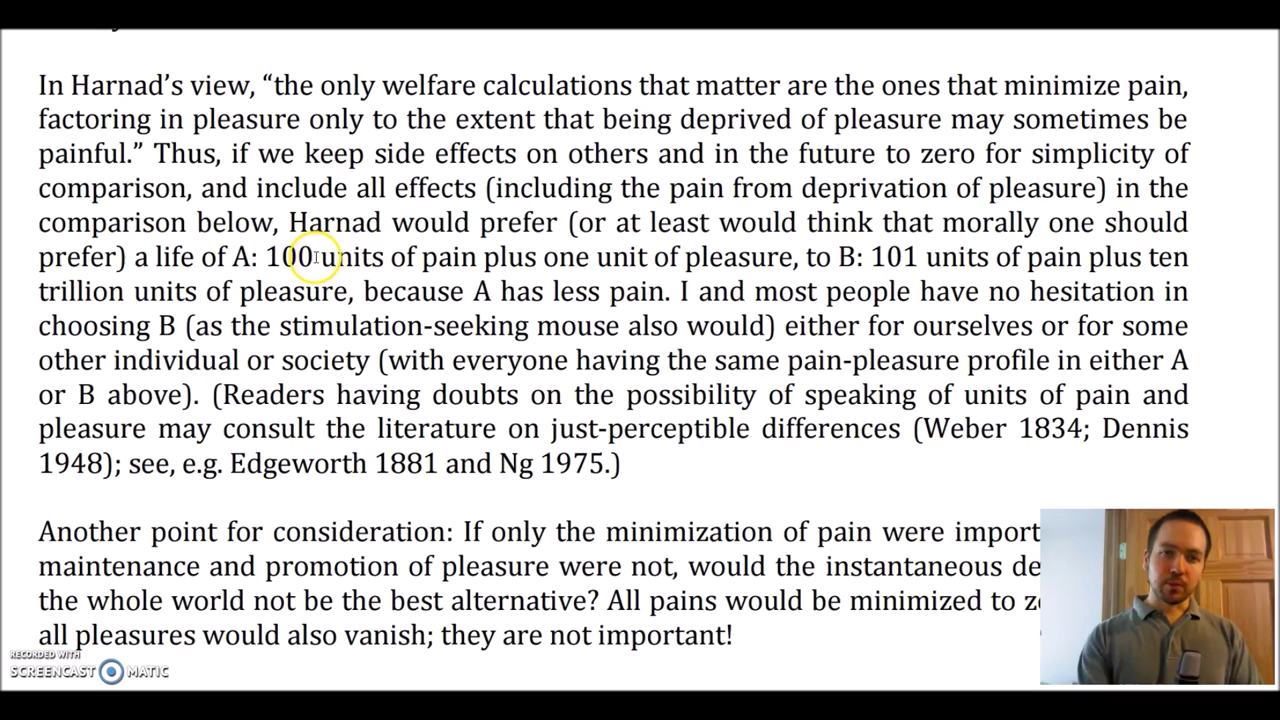 In Harnad's view, “the only welfare calculations that matter are the ones that minimize pain,
factoring in pleasure only to the extent that being deprived of pleasure may sometimes be
painful.” Thus, if we keep side effects on others and in the future to zero for simplicity of
comparison, and include all effects (including the pain from deprivation of pleasure) in the
comparison below, Harnad would prefer (or at least would think that morally one should
prefer) a life of A: 100 units of pain plus one unit of pleasure, to B: 101 units of pain plus ten
trillion units of pleasure, because A has less pain. I and most people have no hesitation in
choosing B (as the stimulation-seeking mouse also would) either for ourselves or for some
other individual or society (with everyone having the same pain-pleasure profile in either A
or B above). (Readers having doubts on the possibility of speaking of units of pain and
pleasure may consult the literature on just-perceptible differences (Weber 1834; Dennis
1948); see, e.g. Edgeworth 1881 and Ng 1975.)
Another point for consideration: If only the minimization of pain were import
maintenance and promotion of pleasure were not, would the instantaneous de
the whole world not be the best alternative? All pains would be minimized to
all pleasures would also vanish; they are not important!
RECORDED WITH
SCREENCAST MATIC